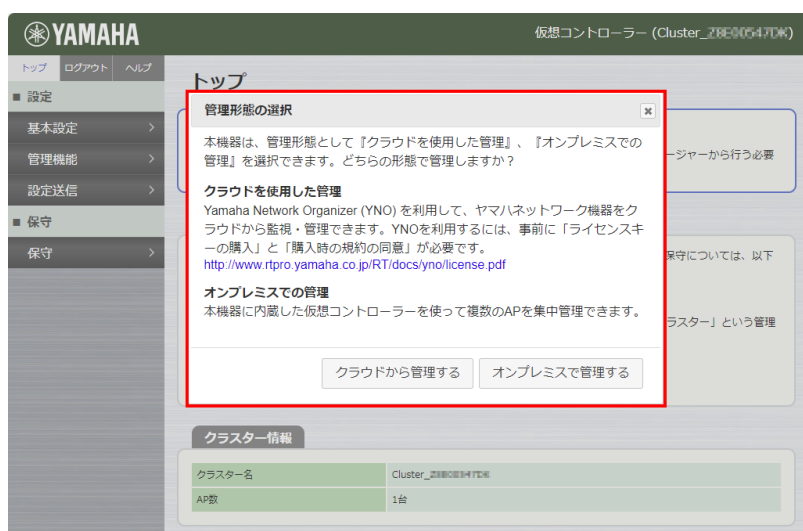 YAMAHA
仮想コントローラー (Cluster_Z8E00547DK)
トップ ログアウト ヘルプ
設定
基本設定
管理機能
設定送信
保守
保守
トップ
管理形態の選択
本機器は、管理形態として『クラウドを使用した管理』、『オンプレミスでの
管理』を選択できます。どちらの形態で管理しますか？
クラウドを使用した管理
Yamaha Network Organizer (YNO) を利用して、ヤマハネットワーク機器をク
ラウドから監視・管理できます。YNOを利用するには、事前に「ライセンスキ
ーの購入」と「購入時の規約の同意」が必要です。
http://www.rtpro.yamaha.co.jp/RT/docs/yno/license.pdf
オンプレミスでの管理
本機器に内蔵した仮想コントローラーを使って複数のAPを集中管理できます。
クラウドから管理する オンプレミスで管理する
ージャーから行う必要
保守については、以下
ラスター」という管理
クラスター情報
クラスター名 Cluster_
AP数 1台